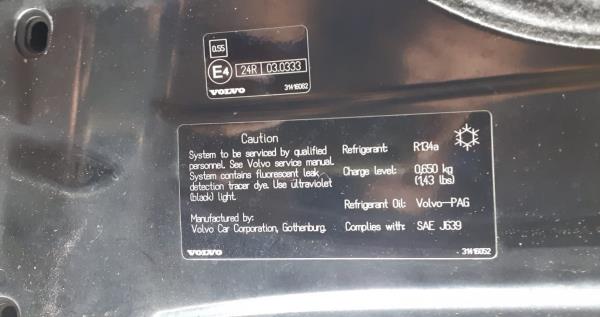 0.55
E4 24R 03.0333
VOLVO 31416062
Caution
System to be serviced by qualified
personnel. See Volvo service manual.
System contains fluorescent leak
detection tracer dye. Use ultraviolet
(black) light.
Manufactured by:
Volvo Car Corporation, Gothenburg.
Refrigerant: R134a
Charge level: 0,650 kg
(1,43 lbs)
Refrigerant Oil: Volvo-PAG
Complies with: SAE J639
VOLVO 31416052